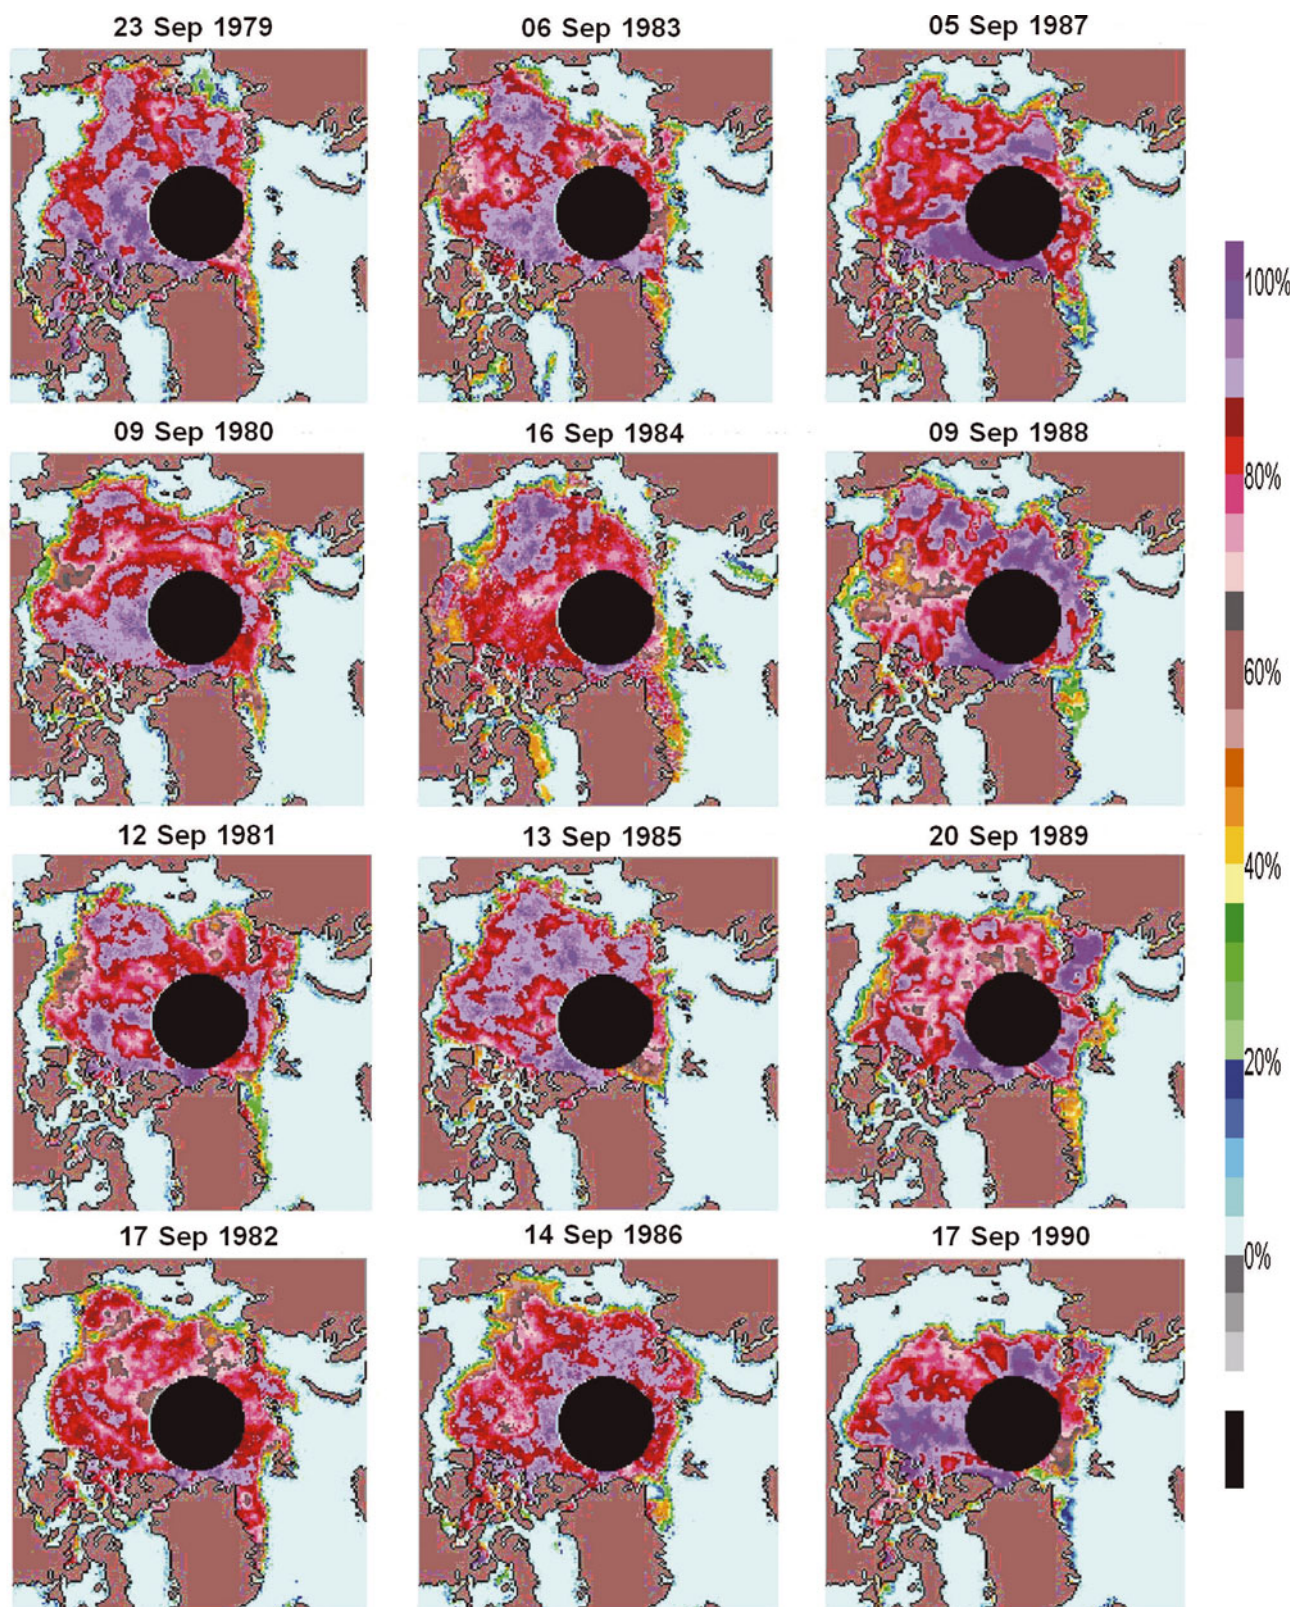 23 Sep 1979
06 Sep 1983
05 Sep 1987
09 Sep 1980
16 Sep 1984
09 Sep 1988
12 Sep 1981
13 Sep 1985
20 Sep 1989
17 Sep 1982
14 Sep 1986
17 Sep 1990
100%
80%
60%
40%
20%
0%